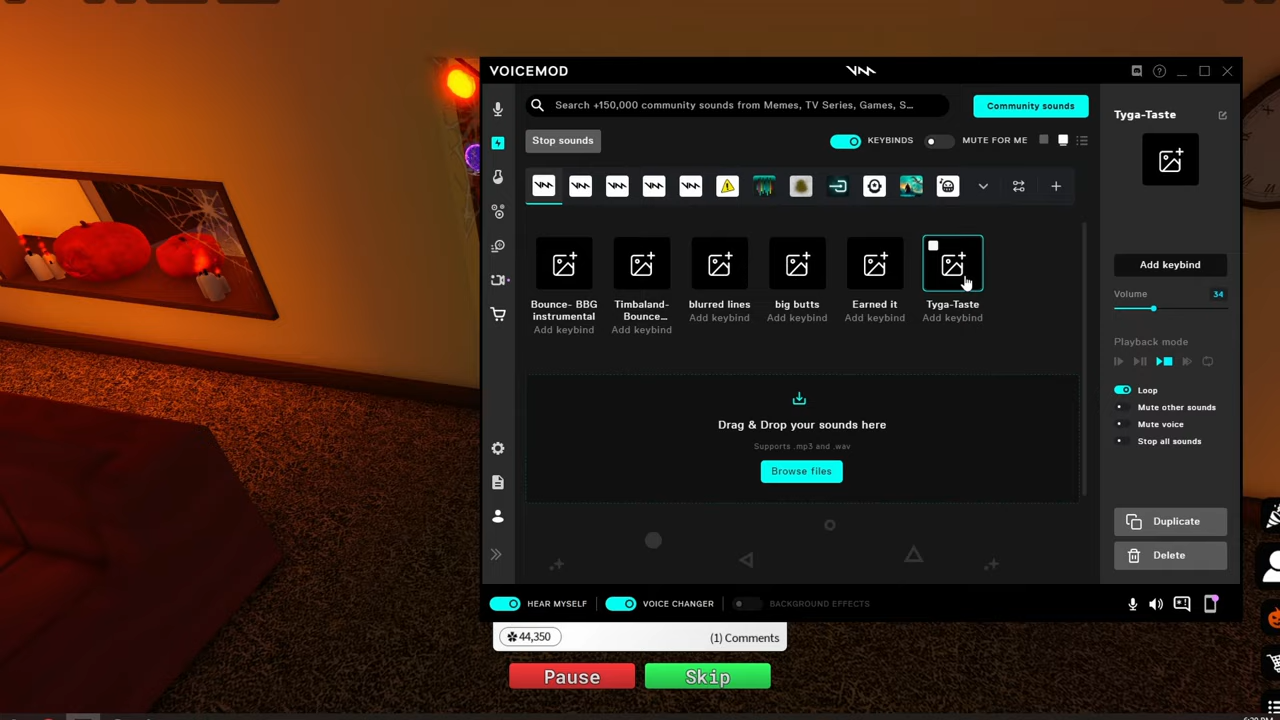 VOICEMOD
Search +150,000 community sounds from Memes, TV Series, Games, S...
Community sounds
Stop sounds
KEYBINDS
MUTE FOR ME
Bounce- BBG
instrumental
Add keybind
Timbaland-
Bounce...
Add keybind
blurred lines
Add keybind
big butts
Add keybind
Earned it
Add keybind
Tyga-Taste
Add keybind
Drag & Drop your sounds here
Supports .mp3 and .wav
Browse files
Tyga-Taste
Add keybind
Volume 34
Playback mode
Loop
Mute other sounds
Mute voice
Stop all sounds
Duplicate
Delete
HEAR MYSELF
VOICE CHANGER
BACKGROUND EFFECTS
44,350
(1) Comments
Pause
Skip